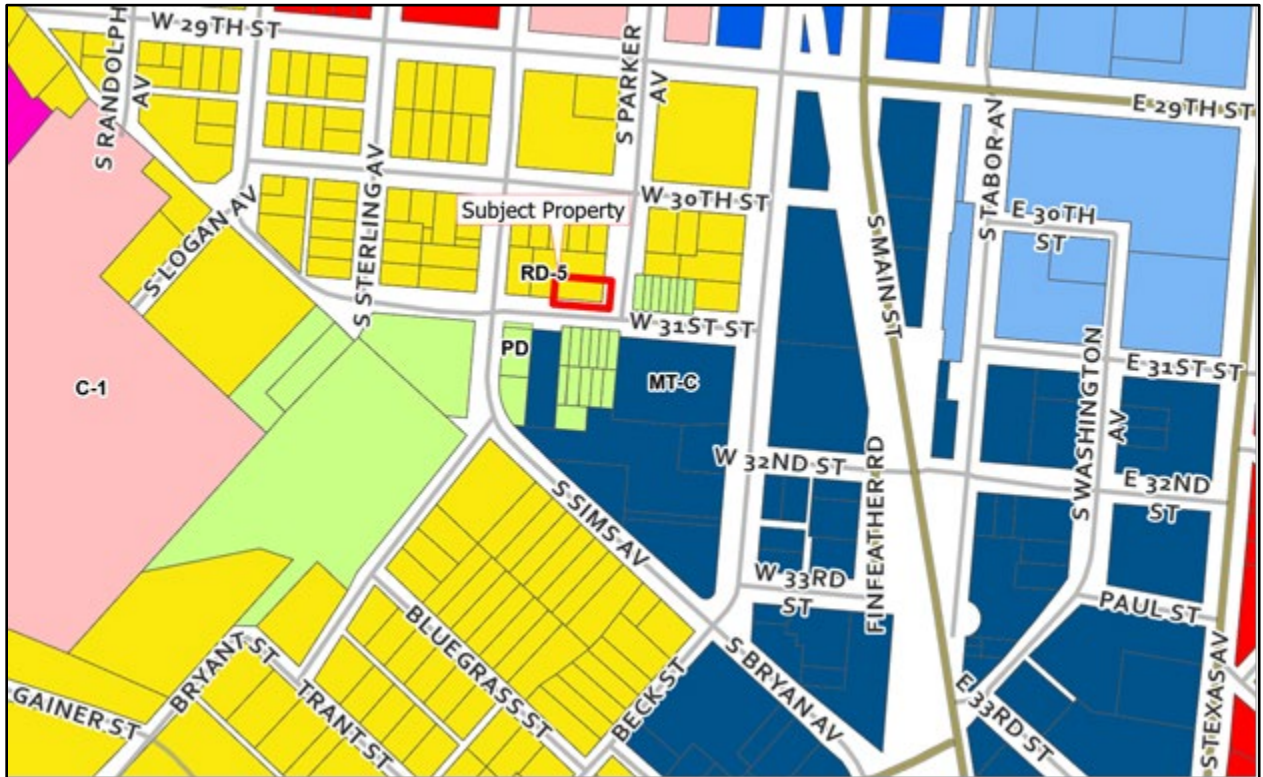 W 29TH ST
S RANDOLPH
AV
S PARKER
AV
E 29TH ST
S TABOR AV
S STERLING AV
S LOGAN AV
W 30TH ST
E 30TH
ST
Subject Property
RD-5
S MAIN ST
W 31ST ST
E 31ST ST
PD
C-1
MT-C
S WASHINGTON
AV
W 32ND ST
E 32ND
ST
FINFEATHER RD
S SIMS AV
W 33RD
ST
PAUL ST
BLUEGRASS ST
BRYANT ST
TRANT ST
BECK ST
S BRYAN AV
E 33RD ST
S TEXAS AV
GAINER ST